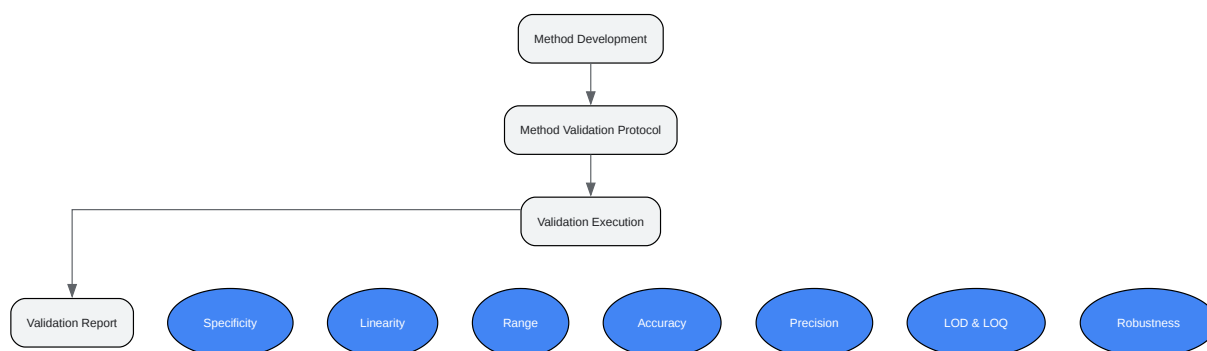 Method Development
Method Validation Protocol
Validation Execution
Validation Report
Specificity
Linearity
Range
Accuracy
Precision
LOD & LOQ
Robustness